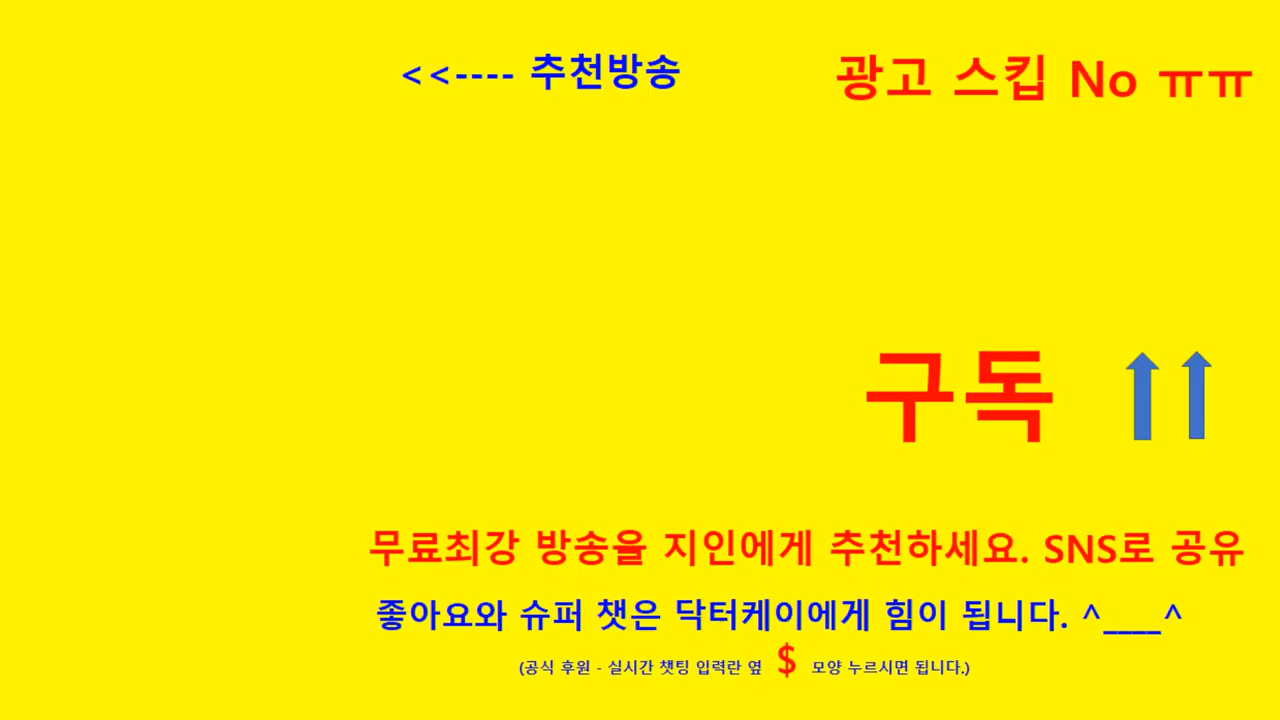 <<---- 추천방송
광고 스킵 No ㅠㅠ
구독
무료최강 방송을 지인에게 추천하세요. SNS로 공유
좋아요와 슈퍼 챗은 닥터케이에게 힘이 됩니다. ^____^
(공식 후원 - 실시간 챗팅 입력란 옆 $ 모양 누르시면 됩니다.)